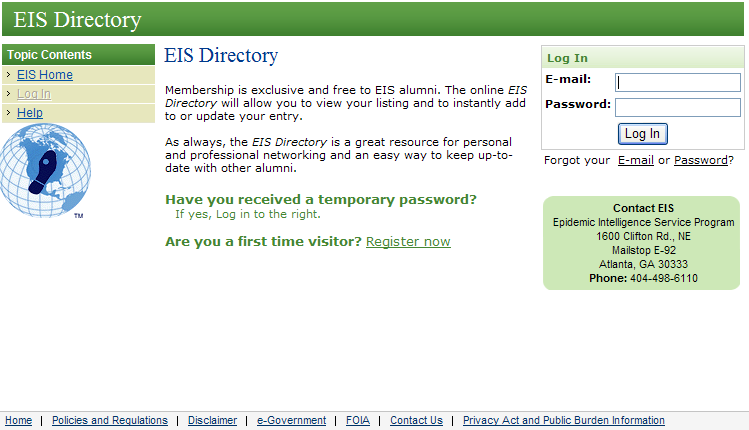 EIS Directory
Topic Contents
EIS Home
Log In
Help
TM
EIS Directory
Membership is exclusive and free to EIS alumni. The online EIS
Directory will allow you to view your listing and to instantly add
to or update your entry.
As always, the EIS Directory is a great resource for personal
and professional networking and an easy way to keep up-to-
date with other alumni.
Have you received a temporary password?
If yes, Log in to the right.
Are you a first time visitor? Register now
Log In
E-mail:
Password:
Log In
Forgot your E-mail or Password?
Contact EIS
Epidemic Intelligence Service Program
1600 Clifton Rd., NE
Mailstop E-92
Atlanta, GA 30333
Phone: 404-498-6110
Home | Policies and Regulations | Disclaimer | e-Government | FOIA | Contact Us | Privacy Act and Public Burden Information